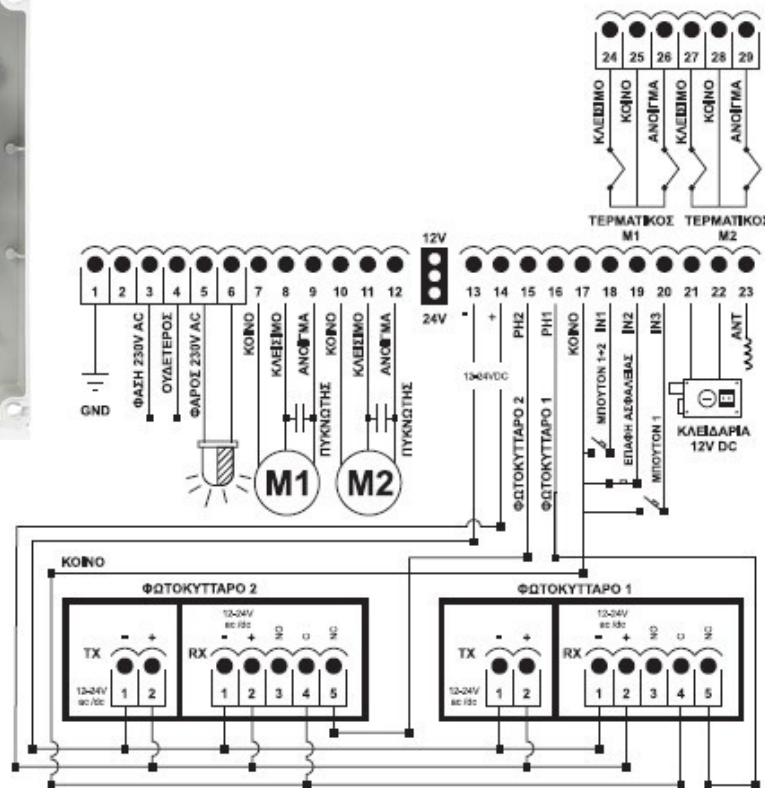 24 25 26 27 28 29
ΚΛΕΙΣΙΜΟ
ΚΟΙΝΟ
ΑΝΟΙΓΜΑ
ΚΛΕΙΣΙΜΟ
ΚΟΙΝΟ
ΑΝΟΙΓΜΑ
ΤΕΡΜΑΤΙΚΟΣ
M1
ΤΕΡΜΑΤΙΚΟΣ
M2
12V
24V
1 2 3 4 5 6 7 8 9 10 11 12
13 14 15 16 17 18 19 20 21 22 23
GND
ΦΑΣΗ 230V AC
ΟΥΔΕΤΕΡΟΣ
ΦΑΡΟΣ 230V AC
ΚΟΙΝΟ
ΚΛΕΙΣΙΜΟ
ΑΝΟΙΓΜΑ
ΠΥΚΝΩΤΗΣ
ΚΟΙΝΟ
ΚΛΕΙΣΙΜΟ
ΑΝΟΙΓΜΑ
ΠΥΚΝΩΤΗΣ
M1
M2
- +
12-24VDC
PH2
ΦΩΤΟΚΥΤΤΑΡΟ 2
PH1
ΦΩΤΟΚΥΤΤΑΡΟ 1
ΚΟΙΝΟ
IN1
ΜΠΟΥΤΟΝ 1+2
IN2
ΕΠΑΦΗ ΑΣΦΑΛΕΙΑΣ
IN3
ΜΠΟΥΤΟΝ 1
ANT
ΚΛΕΙΔΑΡΙΑ
12V DC
ΚΟΙΝΟ
ΦΩΤΟΚΥΤΤΑΡΟ 2
TX
- +
12-24V
ac /dc
1 2
RX
12-24V
ac /dc
- + NO C NC
1 2 3 4 5
ΦΩΤΟΚΥΤΤΑΡΟ 1
TX
- +
12-24V
ac /dc
1 2
RX
12-24V
ac /dc
- + NO C NC
1 2 3 4 5